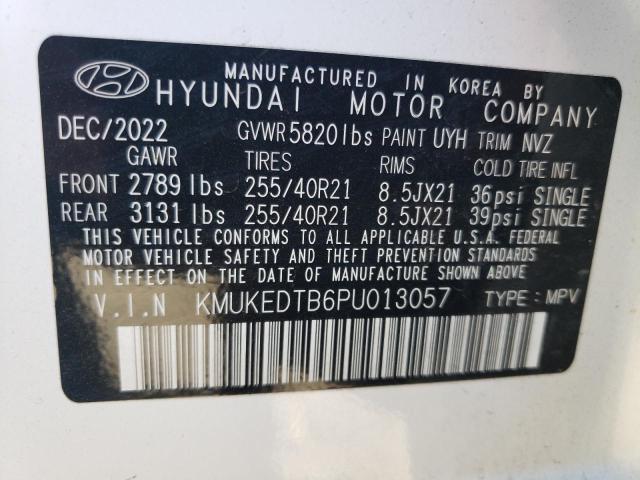 MANUFACTURED IN KOREA BY
HYUNDAI MOTOR COMPANY
DEC/2022 GVWR 5820 lbs PAINT UYH TRIM NVZ
GAWR TIRES RIMS COLD TIRE INFL
FRONT 2789 lbs 255/40R21 8.5JX21 36psi SINGLE
REAR 3131 lbs 255/40R21 8.5JX21 39psi SINGLE
THIS VEHICLE CONFORMS TO ALL APPLICABLE U.S.A. FEDERAL
MOTOR VEHICLE SAFETY AND THEFT PREVENTION STANDARDS
IN EFFECT ON THE DATE OF MANUFACTURE SHOWN ABOVE.
V.I.N KMUKEDTB6PU013057 TYPE: MPV